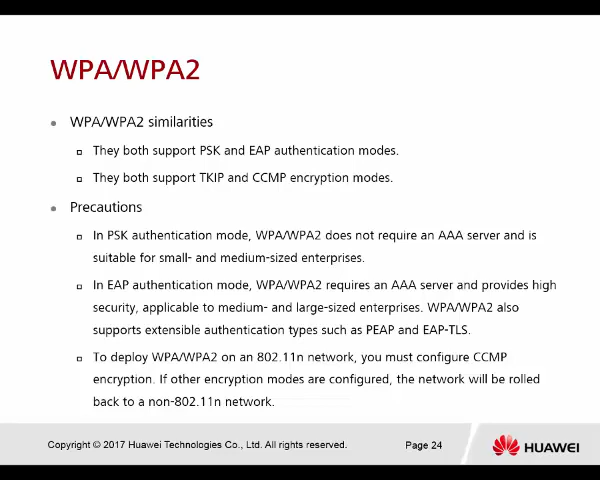 WPA/WPA2
WPA/WPA2 similarities
They both support PSK and EAP authentication modes.
They both support TKIP and CCMP encryption modes.
Precautions
In PSK authentication mode, WPA/WPA2 does not require an AAA server and is
suitable for small- and medium-sized enterprises.
In EAP authentication mode, WPA/WPA2 requires an AAA server and provides high
security, applicable to medium- and large-sized enterprises. WPA/WPA2 also
supports extensible authentication types such as PEAP and EAP-TLS.
To deploy WPA/WPA2 on an 802.11n network, you must configure CCMP
encryption. If other encryption modes are configured, the network will be rolled
back to a non-802.11n network.
Copyright © 2017 Huawei Technologies Co., Ltd. All rights reserved.
Page 24
HUAWEI